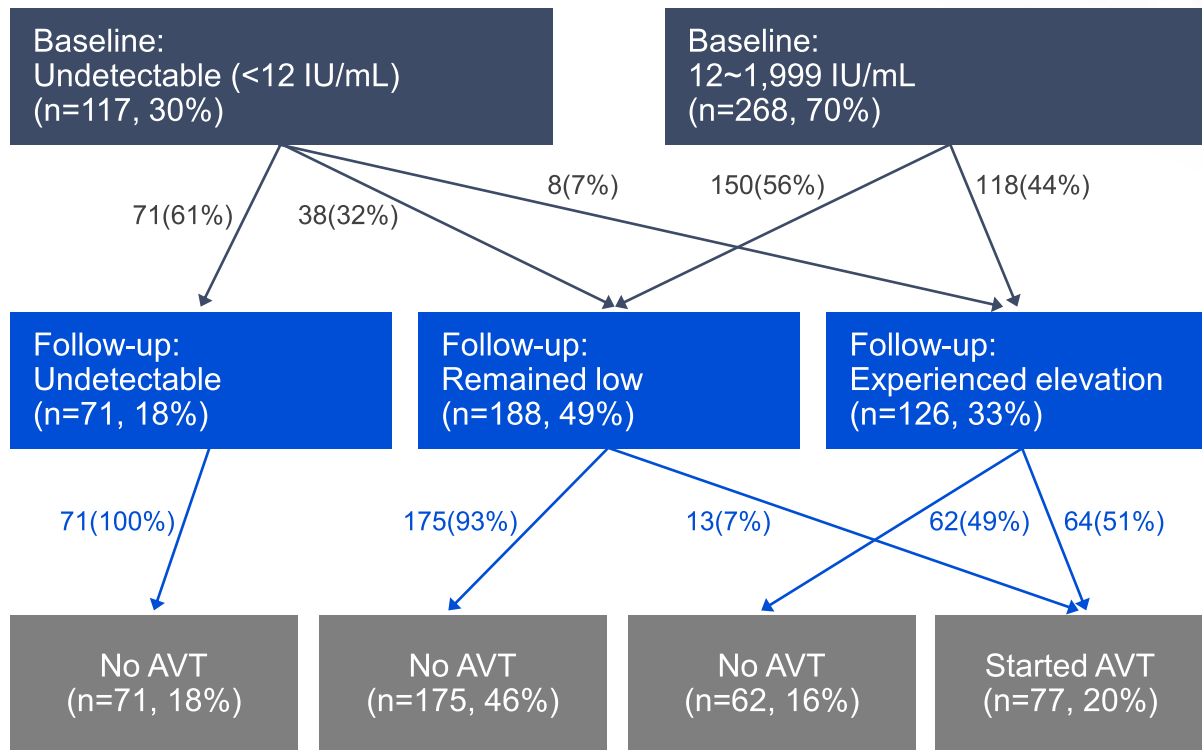 Baseline:
Undetectable (<12 IU/mL)
(n=117, 30%)
Baseline:
12~1,999 IU/mL
(n=268, 70%)
71(61%)
38(32%)
8(7%)
150(56%)
118(44%)
Follow-up:
Undetectable
(n=71, 18%)
Follow-up:
Remained low
(n=188, 49%)
Follow-up:
Experienced elevation
(n=126, 33%)
71(100%)
175(93%)
13(7%)
62(49%)
64(51%)
No AVT
(n=71, 18%)
No AVT
(n=175, 46%)
No AVT
(n=62, 16%)
Started AVT
(n=77, 20%)